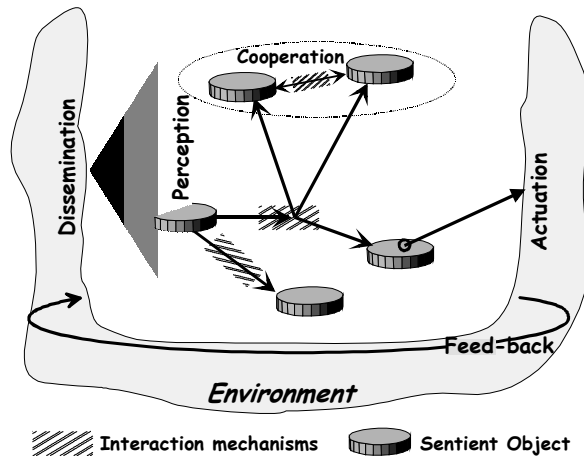 Cooperation
Dissemination
Perception
Actuation
Feed-back
Environment
Interaction mechanisms
Sentient Object